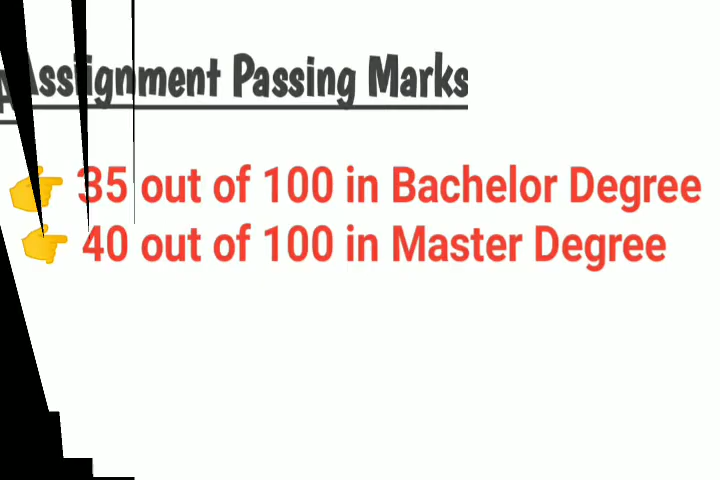 Assignment Passing Marks
👉 35 out of 100 in Bachelor Degree
👉 40 out of 100 in Master Degree